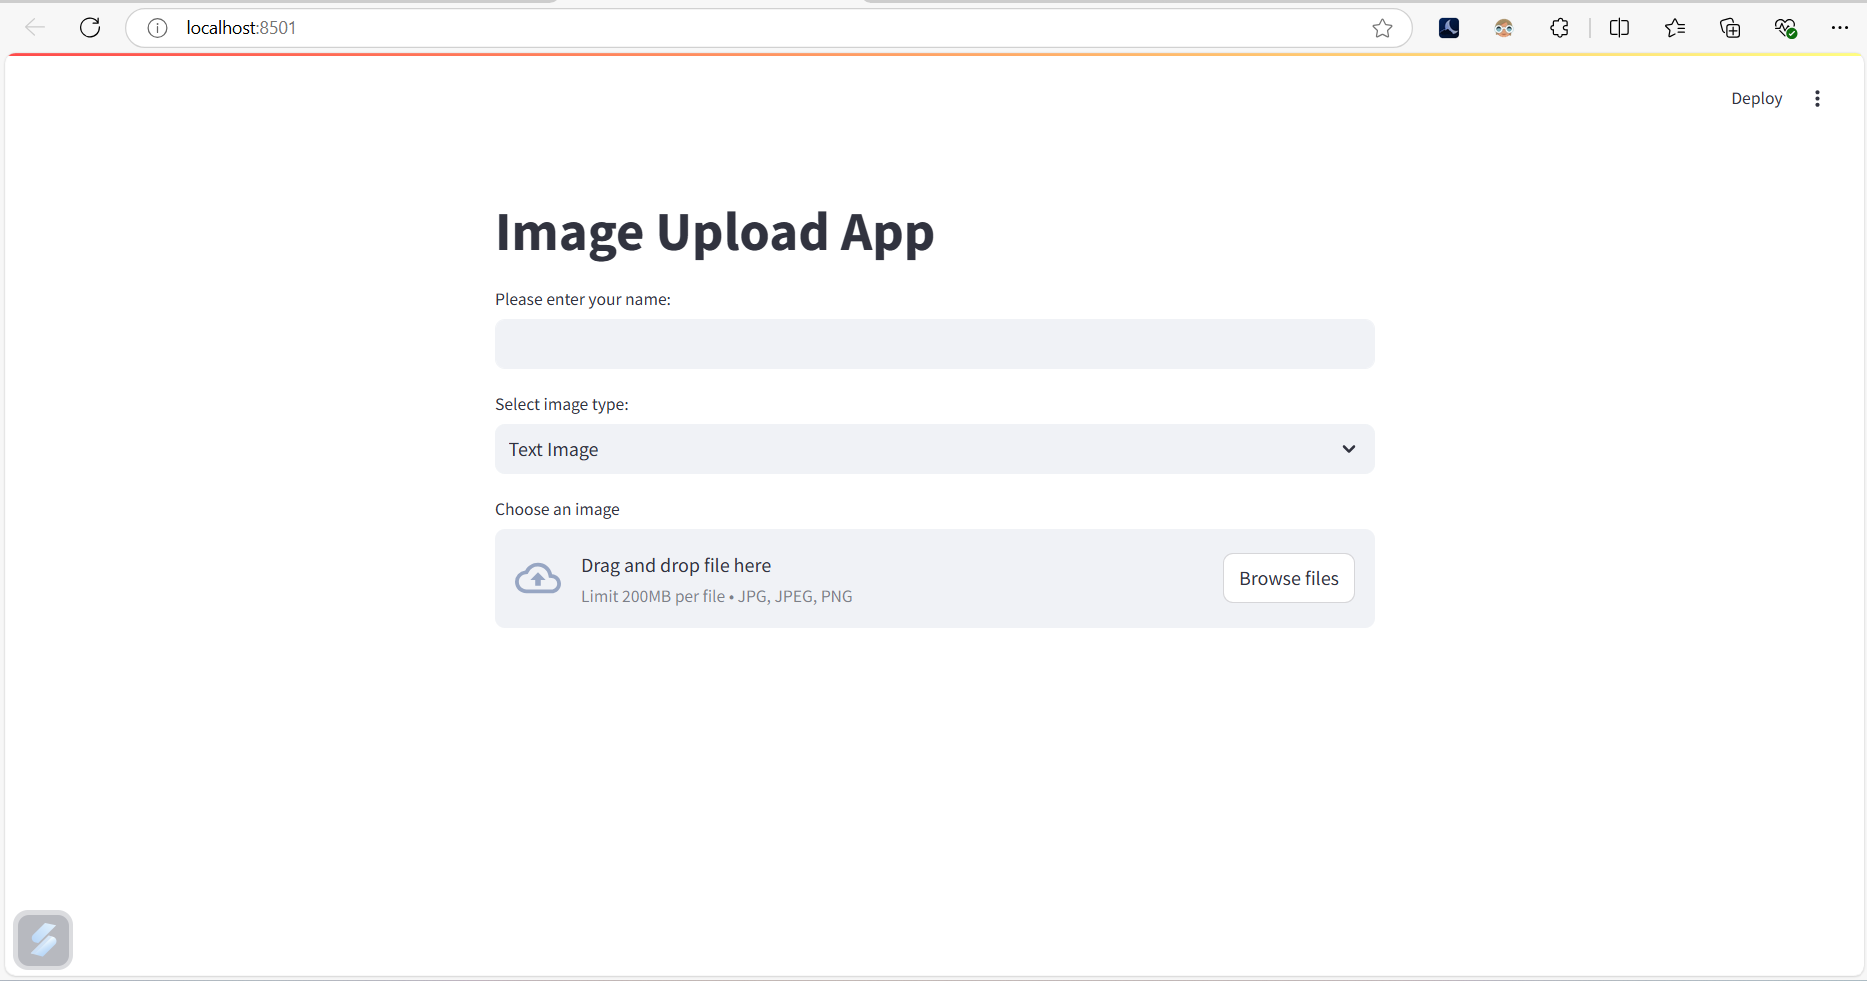 localhost:8501
Deploy
Image Upload App
Please enter your name:
Select image type:
Text Image
Choose an image
Drag and drop file here
Limit 200MB per file • JPG, JPEG, PNG
Browse files